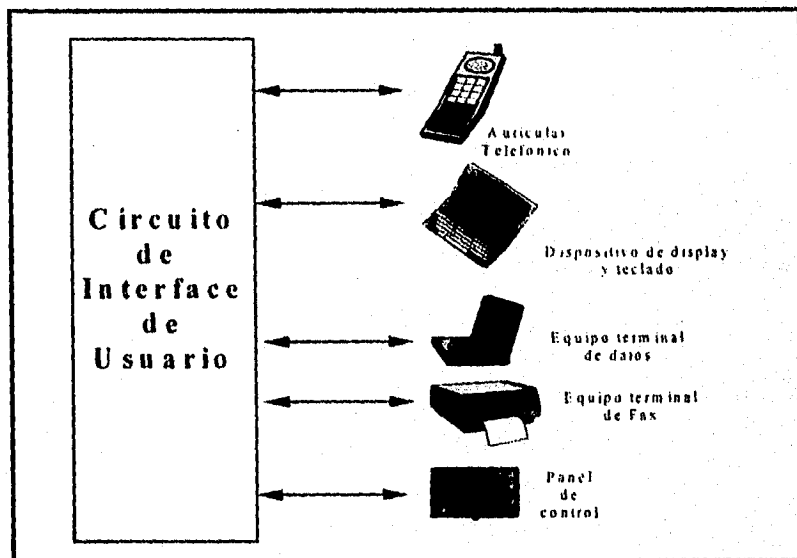 Circuito
de
Interface
de
Usuario
Auricular
Telefonico
Dispositivo de display
y teclado
Equipo terminal
de datos
Equipo terminal
de Fax
Panel
de
control